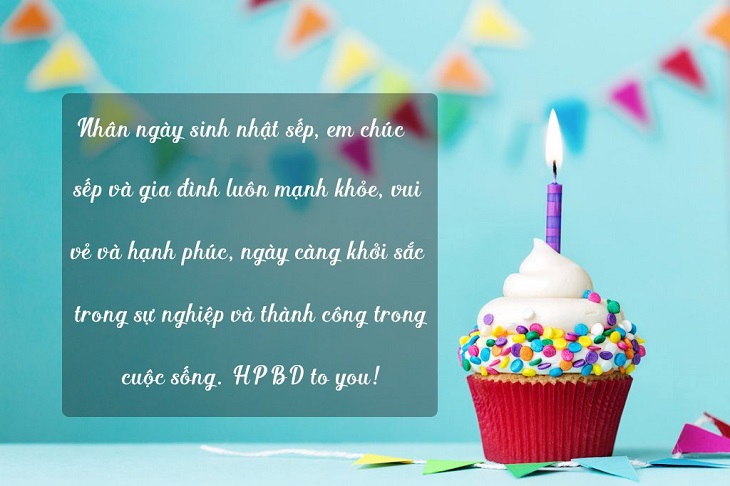 Nhân ngày sinh nhật sếp, em chúc
sếp và gia đình luôn mạnh khỏe, vui
vẻ và hạnh phúc, ngày càng khởi sắc
trong sự nghiệp và thành công trong
cuộc sống. HPBD to you!